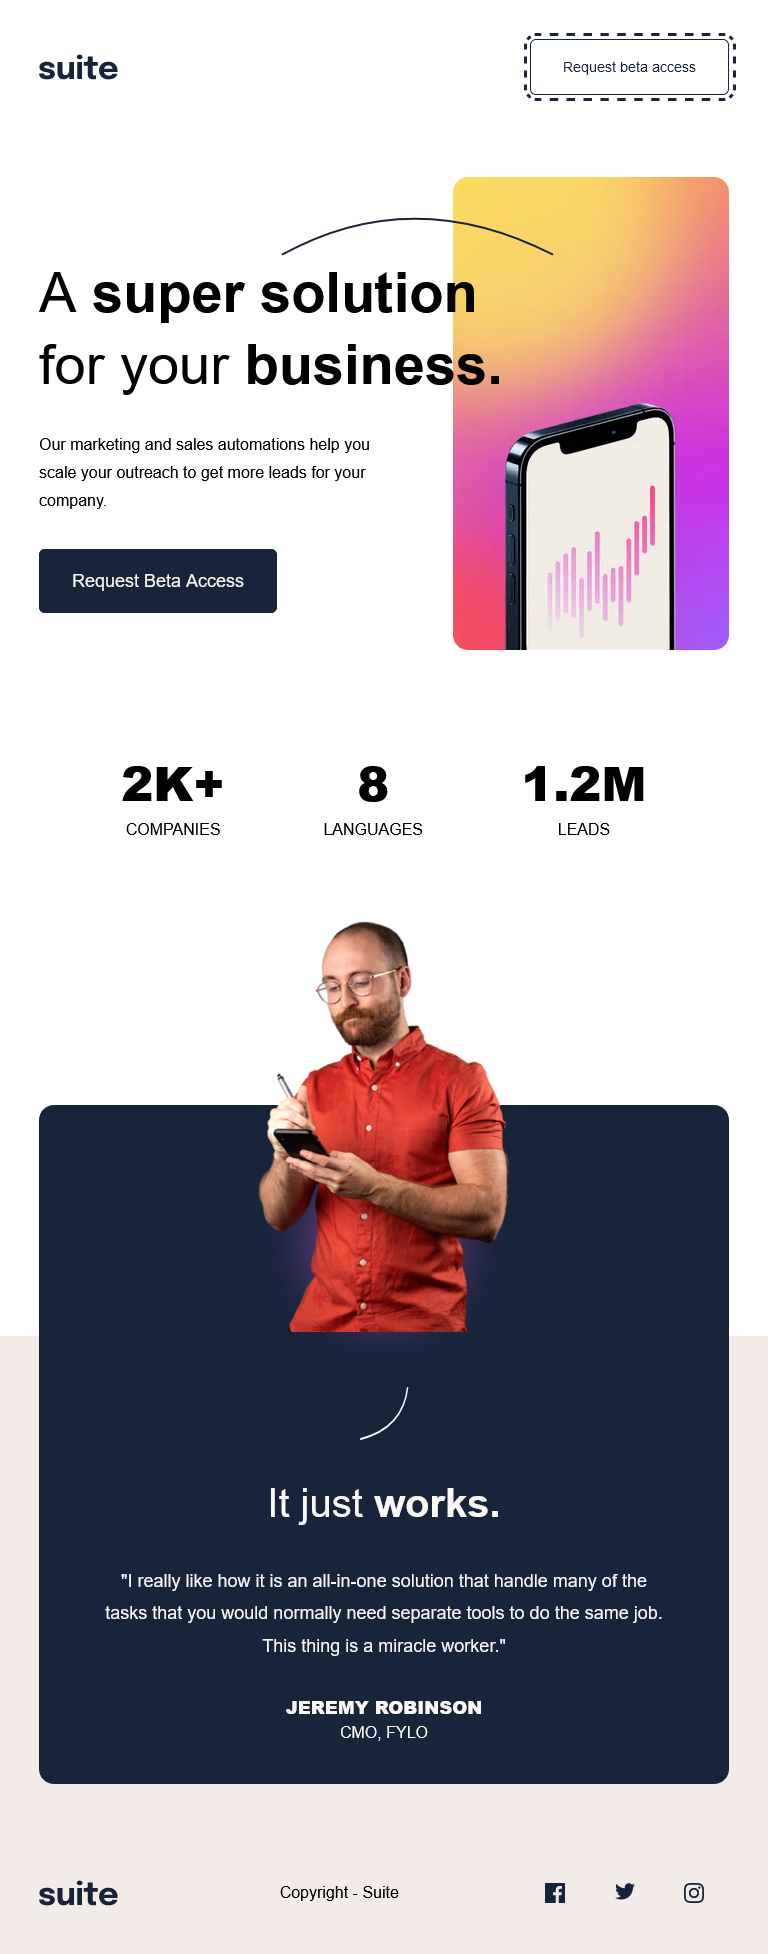 suite
Request beta access
A super solution
for your business.
Our marketing and sales automations help you
scale your outreach to get more leads for your
company.
Request Beta Access
2K+
COMPANIES
8
LANGUAGES
1.2M
LEADS
It just works.
"I really like how it is an all-in-one solution that handle many of the
tasks that you would normally need separate tools to do the same job.
This thing is a miracle worker."
JEREMY ROBINSON
CMO, FYLO
suite
Copyright - Suite